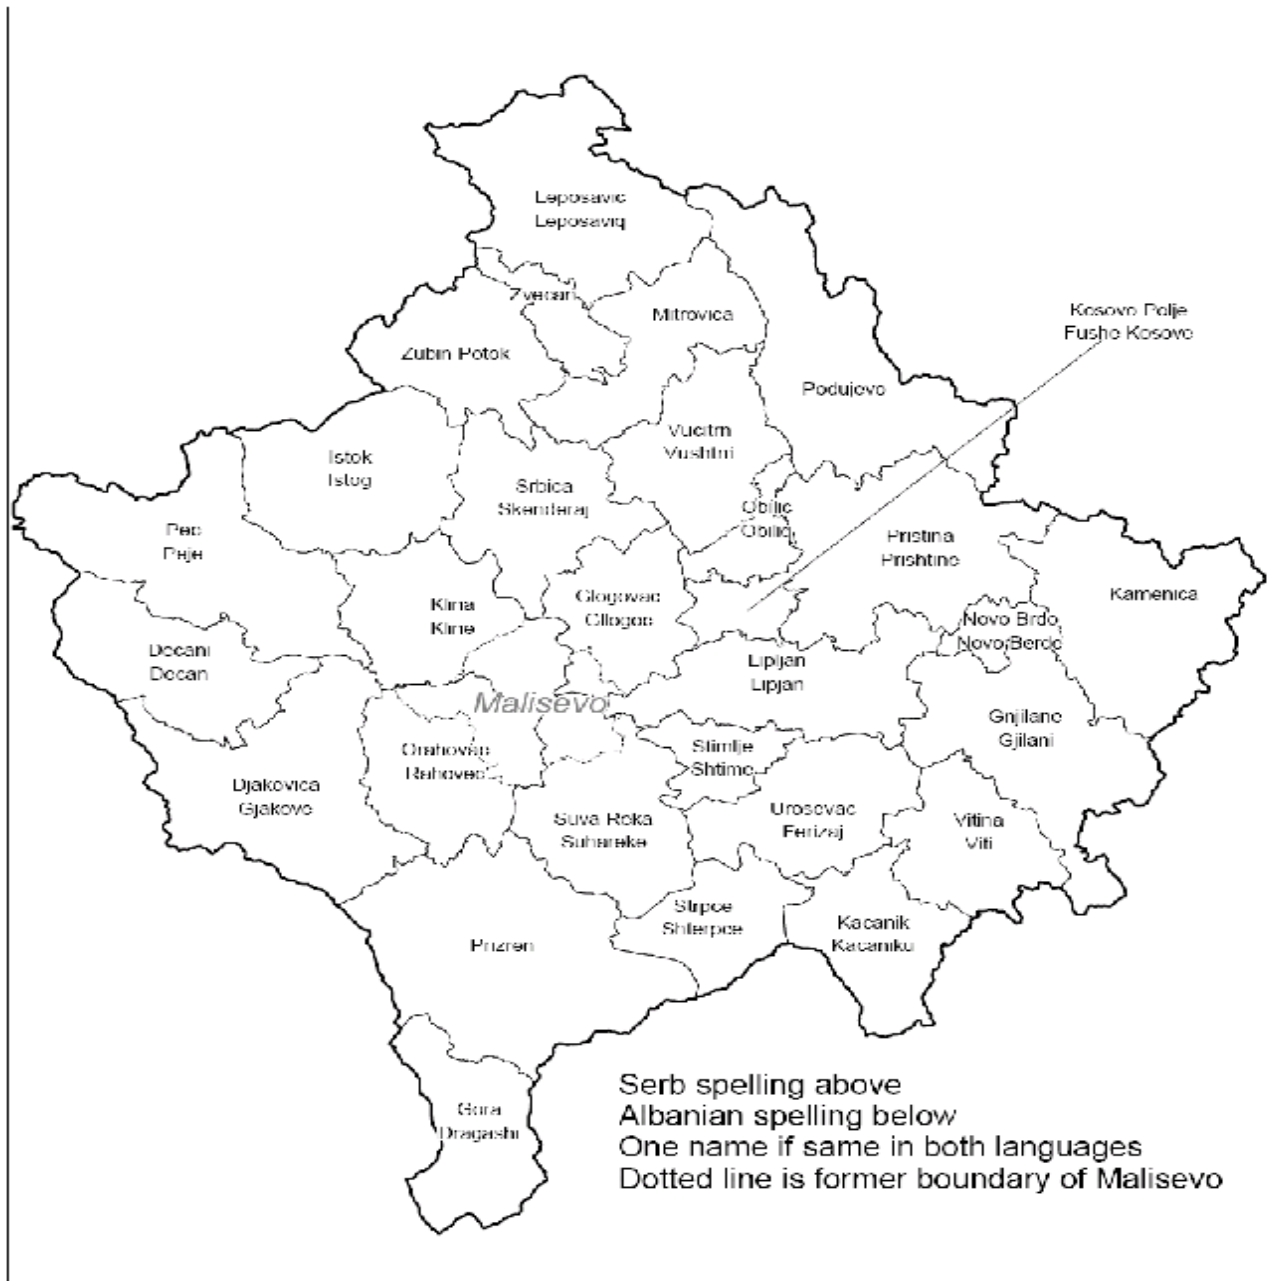 Leposavic
Leposaviq
Zvecan
Mitrovica
Kosovo Polje
Fushe Kosove
Zubin Potok
Podujevo
Vucitrn
Vushtrri
Istok
Istog
Srbica
Skenderaj
Obilic
Obiliq
Pec
Peje
Pristina
Prishtine
Glogovac
Gllogoc
Kamenica
Klina
Kline
Novo Brdo
Novo Berde
Decani
Decan
Lipljan
Lipjan
Malisevo
Gnjilane
Gjilani
Stimlje
Shtime
Orahovac
Rahovec
Djakovica
Gjakove
Urosevac
Ferizaj
Suva Reka
Suhareke
Vitina
Viti
Strpce
Shterpce
Kacanik
Kacaniku
Prizren
Gora
Dragashi
Serb spelling above
Albanian spelling below
One name if same in both languages
Dotted line is former boundary of Malisevo